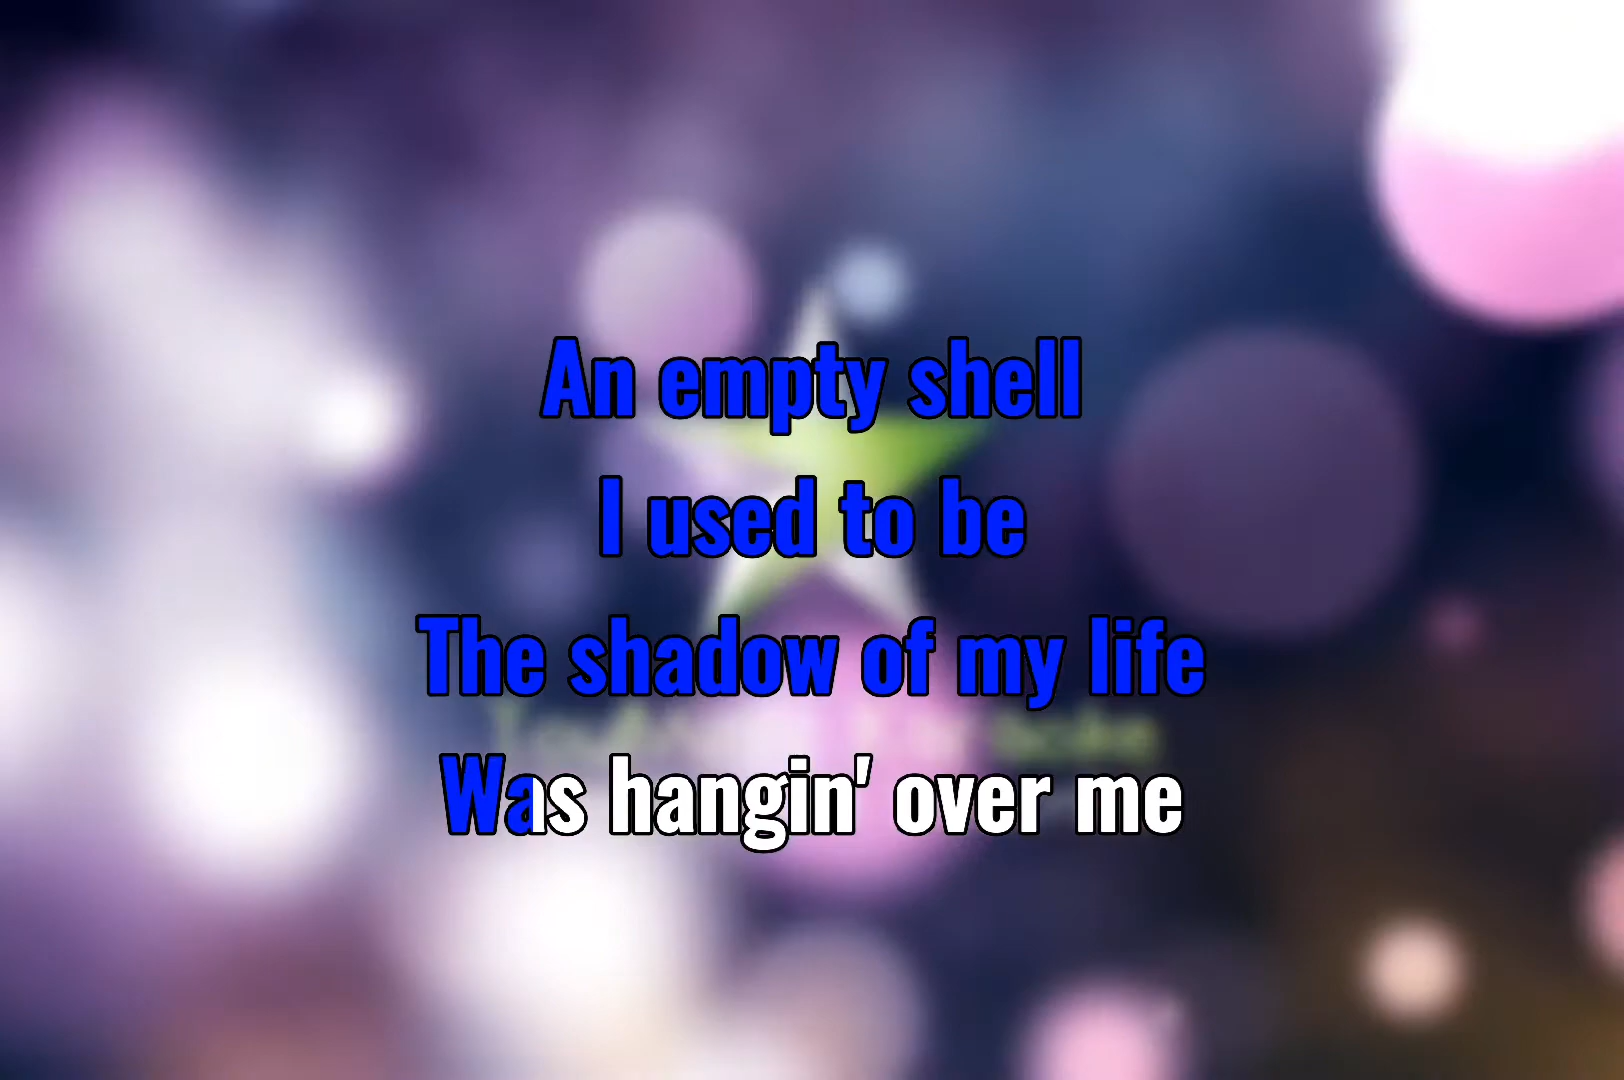 An empty shell
I used to be
The shadow of my life
Was hangin' over me